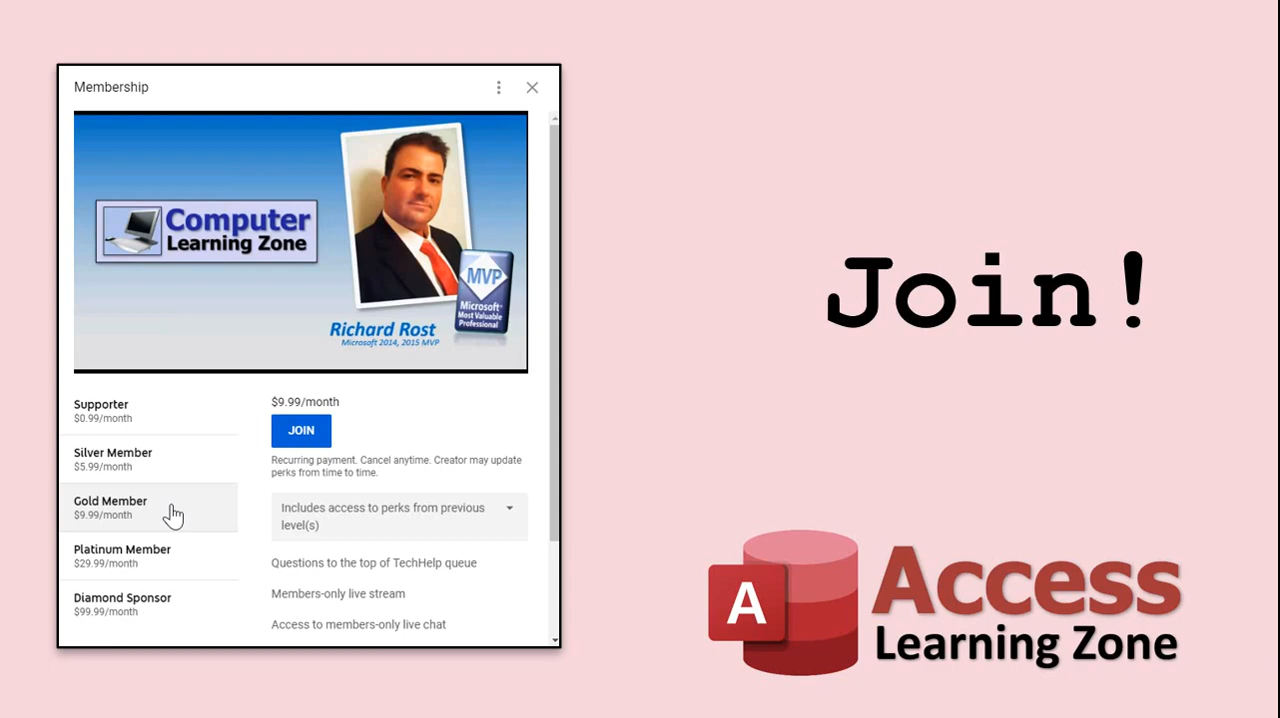 Membership
Computer
Learning Zone
MVP
Microsoft®
Most Valuable
Professional
Richard Rost
Microsoft 2014, 2015 MVP
Supporter
$0.99/month
Silver Member
$5.99/month
Gold Member
$9.99/month
Platinum Member
$29.99/month
Diamond Sponsor
$99.99/month
$9.99/month
JOIN
Recurring payment. Cancel anytime. Creator may update
perks from time to time.
Includes access to perks from previous
level(s)
Questions to the top of TechHelp queue
Members-only live stream
Access to members-only live chat
Join!
A
Access
Learning Zone